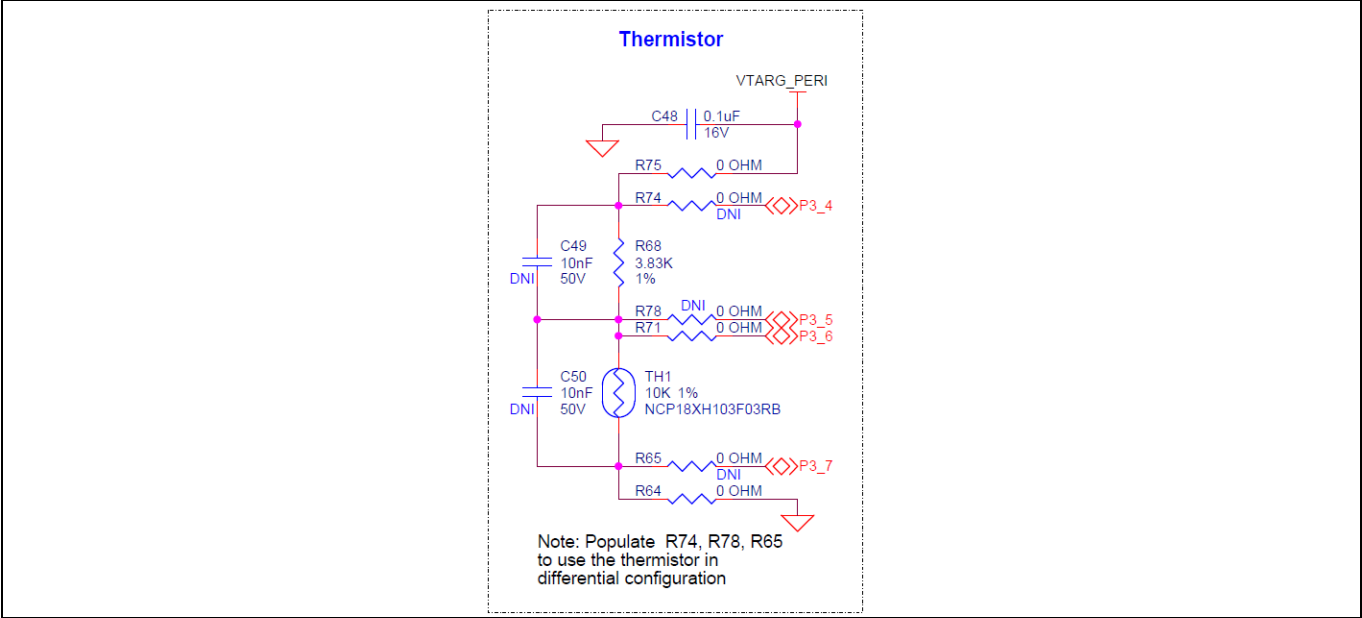 Thermistor
VTARG_PERI
C48 0.1uF
16V
R75 0 OHM
R74 0 OHM P3_4
DNI
C49 R68
10nF 3.83K
DNI 50V 1%
DNI
R78 0 OHM P3_5
R71 0 OHM P3_6
C50 TH1
10nF 10K 1%
DNI 50V NCP18XH103F03RB
R65 0 OHM P3_7
DNI
R64 0 OHM
Note: Populate R74, R78, R65
to use the thermistor in
differential configuration